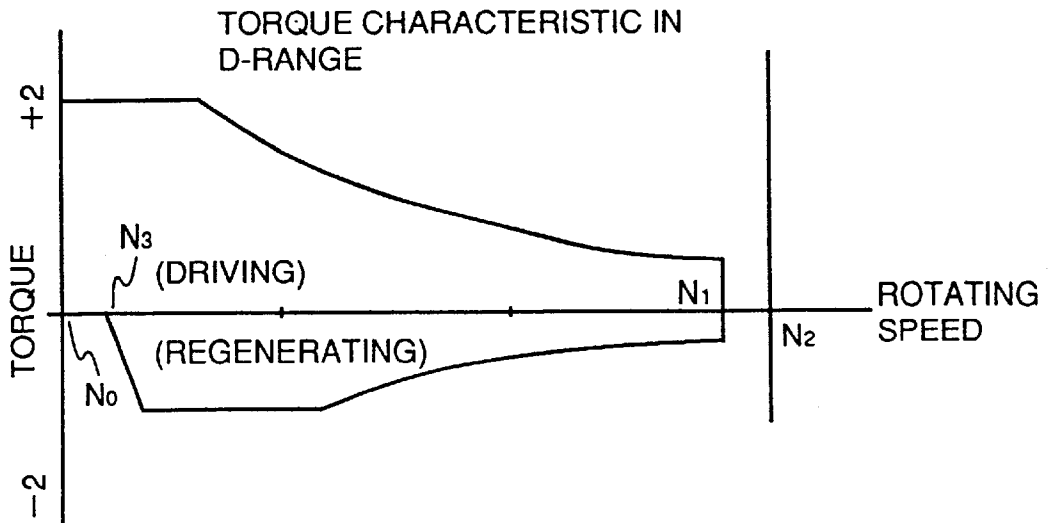 TORQUE CHARACTERISTIC IN
D-RANGE
+2
TORQUE
−2
N3
(DRIVING)
N1
ROTATING
SPEED
N2
(REGENERATING)
N0